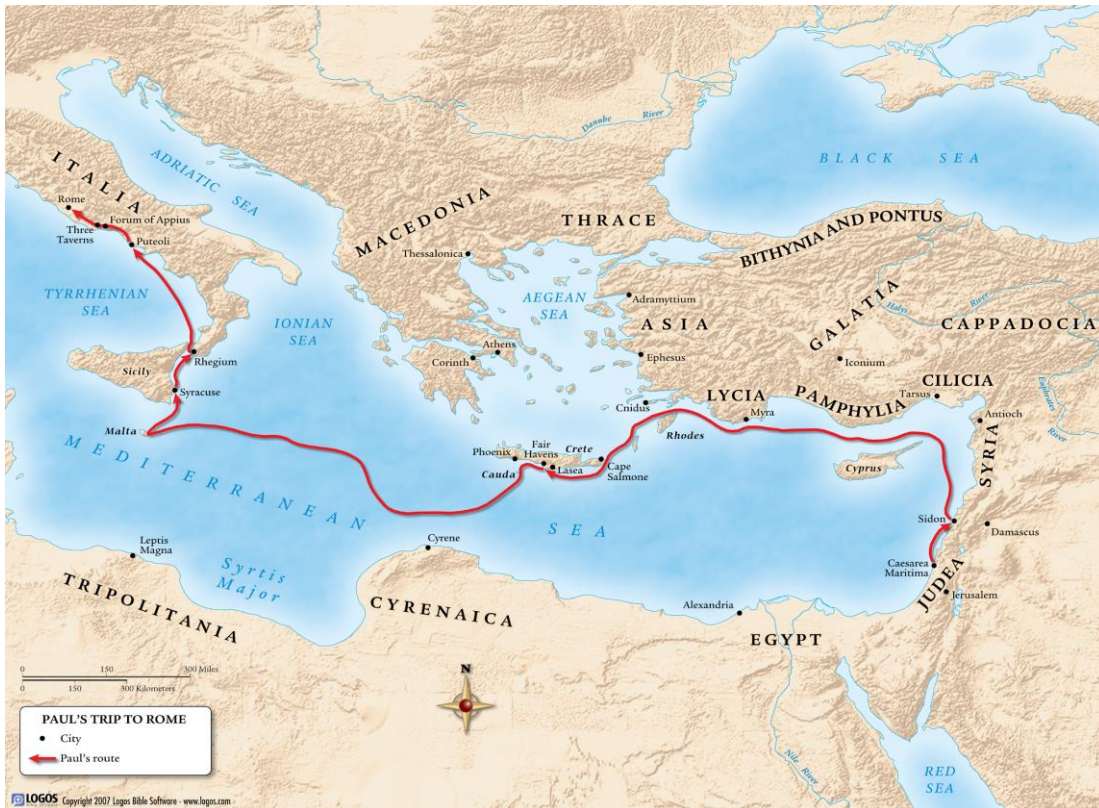 BLACK SEA
Danube River
ADRIATIC SEA
ITALIA
Rome
Forum of Appius
Three
Taverns
Puteoli
MACEDONIA
THRACE
BITHYNIA AND PONTUS
Thessalonica
TYRRHENIAN
SEA
IONIAN
SEA
AEGEAN
SEA
Adramyttium
ASIA
GALATIA
Halys River
CAPPADOCIA
Athens
Corinth
Ephesus
Iconium
Rhegium
Sicily
Syracuse
Cnidus
LYCIA
Myra
PAMPHYLIA
CILICIA
Tarsus
Euphrates
River
Antioch
SYRIA
Malta
Rhodes
Phoenix
Fair
Havens
Crete
Cauda
Lasea
Cape
Salmone
Cyprus
MEDITERRANEAN SEA
Sidon
Damascus
Leptis
Magna
Cyrene
Syrtis
Major
Caesarea
Maritima
JUDEA
Jerusalem
TRIPOLITANIA
CYRENAICA
Alexandria
EGYPT
0 150 300 Miles
0 150 300 Kilometers
N
PAUL'S TRIP TO ROME
City
Paul's route
Nile River
RED
SEA
LOGOS Copyright 2007 Logos Bible Software - www.logos.com